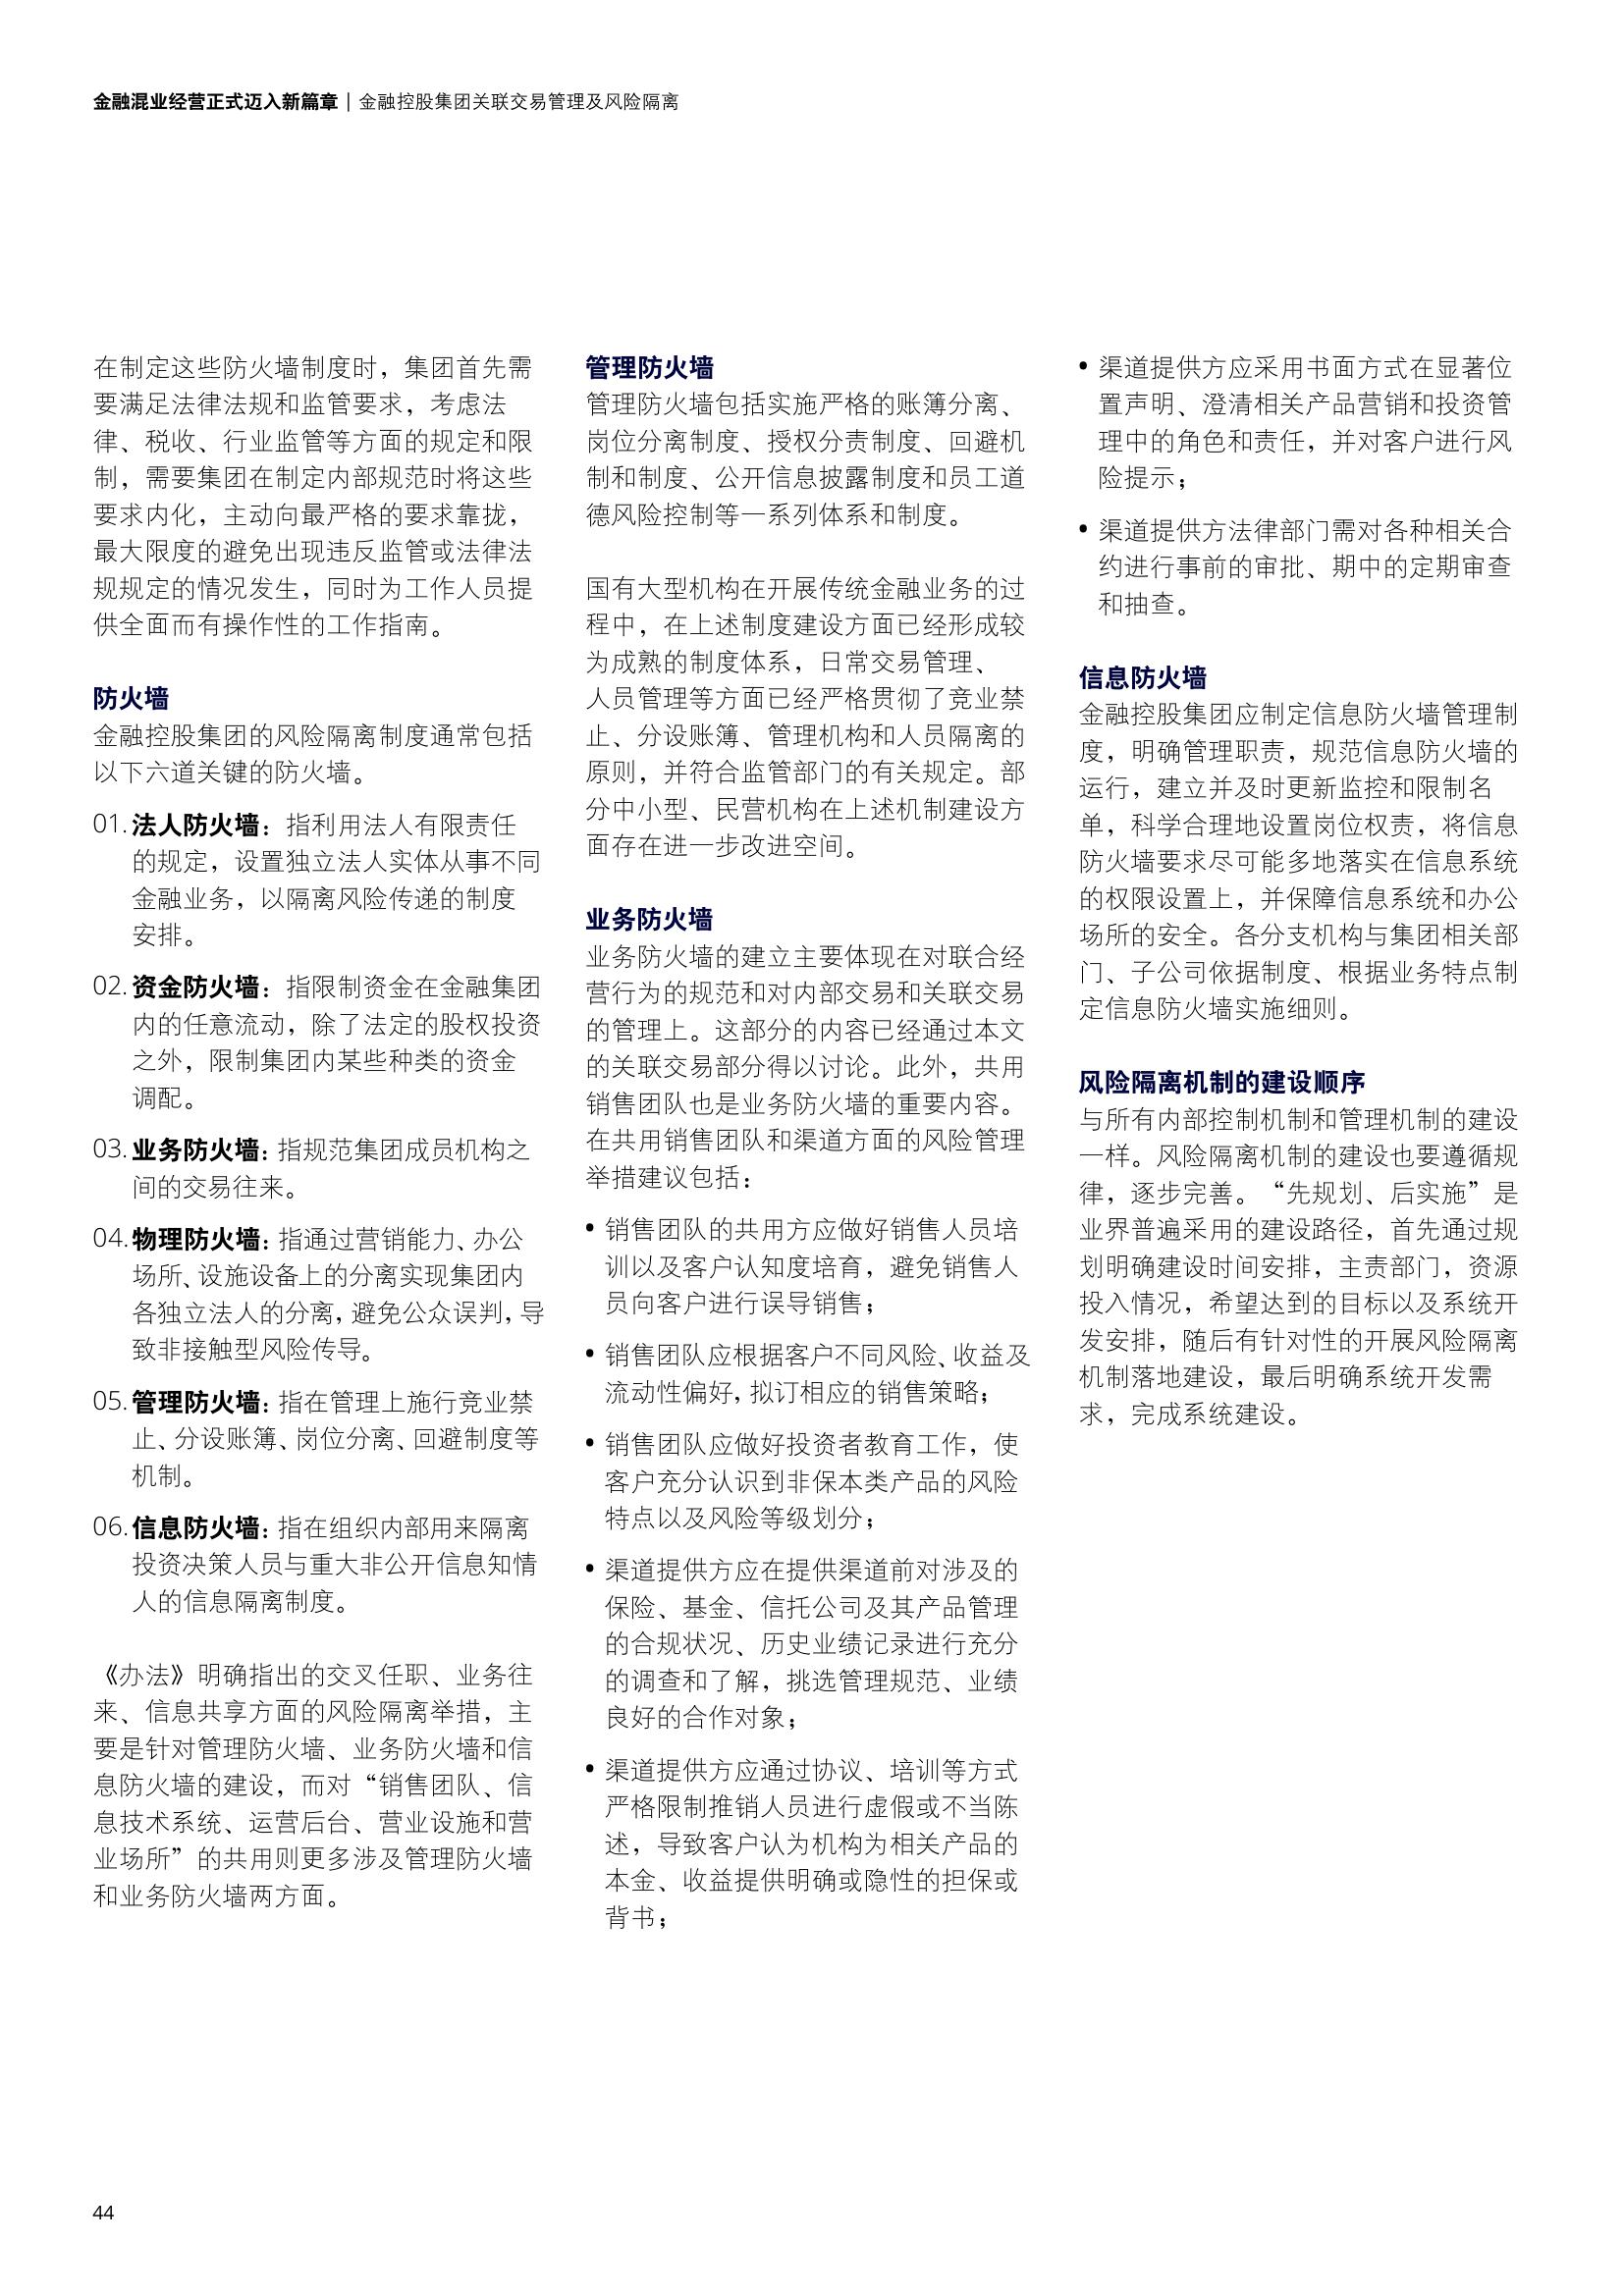 金融混业经营正式迈入新篇章 | 金融控股集团关联交易管理及风险隔离
在制定这些防火墙制度时，集团首先需
要满足法律法规和监管要求，考虑法
律、税收、行业监管等方面的规定和限
制，需要集团在制定内部规范时将这些
要求内化，主动向最严格的要求靠拢，
最大限度的避免出现违反监管或法律法
规规定的情况发生，同时为工作人员提
供全面而有操作性的工作指南。
防火墙
金融控股集团的风险隔离制度通常包括
以下六道关键的防火墙。
01. 法人防火墙：指利用法人有限责任
的规定，设置独立法人实体从事不同
金融业务，以隔离风险传递的制度
安排。
02. 资金防火墙：指限制资金在金融集团
内的任意流动，除了法定的股权投资
之外，限制集团内某些种类的资金
调配。
03. 业务防火墙：指规范集团成员机构之
间的交易往来。
04. 物理防火墙：指通过营销能力、办公
场所、设施设备上的分离实现集团内
各独立法人的分离，避免公众误判，导
致非接触型风险传导。
05. 管理防火墙：指在管理上施行竞业禁
止、分设账簿、岗位分离、回避制度等
机制。
06. 信息防火墙：指在组织内部用来隔离
投资决策人员与重大非公开信息知情
人的信息隔离制度。
《办法》明确指出的交叉任职、业务往
来、信息共享方面的风险隔离举措，主
要是针对管理防火墙、业务防火墙和信
息防火墙的建设，而对“销售团队、信
息技术系统、运营后台、营业设施和营
业场所”的共用则更多涉及管理防火墙
和业务防火墙两方面。
管理防火墙
管理防火墙包括实施严格的账簿分离、
岗位分离制度、授权分责制度、回避机
制和制度、公开信息披露制度和员工道
德风险控制等一系列体系和制度。
国有大型机构在开展传统金融业务的过
程中，在上述制度建设方面已经形成较
为成熟的制度体系，日常交易管理、
人员管理等方面已经严格贯彻了竞业禁
止、分设账簿、管理机构和人员隔离的
原则，并符合监管部门的有关规定。部
分中小型、民营机构在上述机制建设方
面存在进一步改进空间。
业务防火墙
业务防火墙的建立主要体现在对联合经
营行为的规范和对内部交易和关联交易
的管理上。这部分的内容已经通过本文
的关联交易部分得以讨论。此外，共用
销售团队也是业务防火墙的重要内容。
在共用销售团队和渠道方面的风险管理
举措建议包括：
• 销售团队的共用方应做好销售人员培
训以及客户认知度培育，避免销售人
员向客户进行误导销售；
• 销售团队应根据客户不同风险、收益及
流动性偏好，拟订相应的销售策略；
• 销售团队应做好投资者教育工作，使
客户充分认识到非保本类产品的风险
特点以及风险等级划分；
• 渠道提供方应在提供渠道前对涉及的
保险、基金、信托公司及其产品管理
的合规状况、历史业绩记录进行充分
的调查和了解，挑选管理规范、业绩
良好的合作对象；
• 渠道提供方应通过协议、培训等方式
严格限制推销人员进行虚假或不当陈
述，导致客户认为机构为相关产品的
本金、收益提供明确或隐性的担保或
背书；
• 渠道提供方应采用书面方式在显著位
置声明、澄清相关产品营销和投资管
理中的角色和责任，并对客户进行风
险提示；
• 渠道提供方法律部门需对各种相关合
约进行事前的审批、期中的定期审查
和抽查。
信息防火墙
金融控股集团应制定信息防火墙管理制
度，明确管理职责，规范信息防火墙的
运行，建立并及时更新监控和限制名
单，科学合理地设置岗位权责，将信息
防火墙要求尽可能多地落实在信息系统
的权限设置上，并保障信息系统和办公
场所的安全。各分支机构与集团相关部
门、子公司依据制度、根据业务特点制
定信息防火墙实施细则。
风险隔离机制的建设顺序
与所有内部控制机制和管理机制的建设
一样。风险隔离机制的建设也要遵循规
律，逐步完善。“先规划、后实施”是
业界普遍采用的建设路径，首先通过规
划明确建设时间安排，主责部门，资源
投入情况，希望达到的目标以及系统开
发安排，随后有针对性的开展风险隔离
机制落地建设，最后明确系统开发需
求，完成系统建设。
44